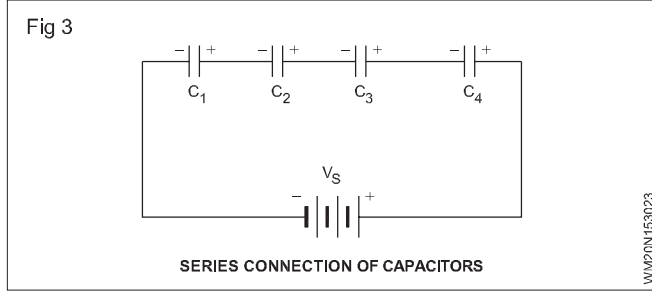 Fig 3
– + – + – + – +
C1 C2 C3 C4
VS
– +
SERIES CONNECTION OF CAPACITORS
WM20N153023